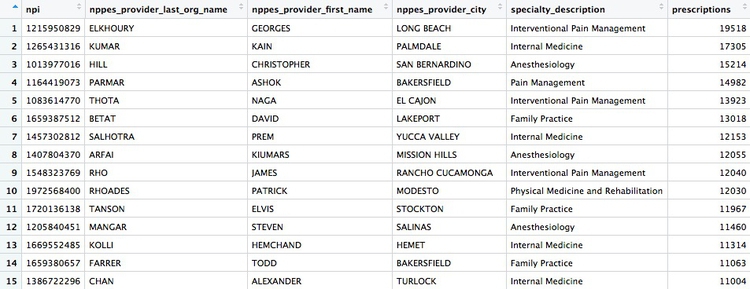 npi nppes_provider_last_org_name nppes_provider_first_name nppes_provider_city specialty_description prescriptions
1 1215950829 ELKHOURY GEORGES LONG BEACH Interventional Pain Management 19518
2 1265431316 KUMAR KAIN PALMDALE Internal Medicine 17305
3 1013977016 HILL CHRISTOPHER SAN BERNARDINO Anesthesiology 15214
4 1164419073 PARMAR ASHOK BAKERSFIELD Pain Management 14982
5 1083614770 THOTA NAGA EL CAJON Interventional Pain Management 13923
6 1659387512 BETAT DAVID LAKEPORT Family Practice 13018
7 1457302812 SALHOTRA PREM YUCCA VALLEY Internal Medicine 12153
8 1407804370 ARFAI KIUMARS MISSION HILLS Anesthesiology 12055
9 1548323769 RHO JAMES RANCHO CUCAMONGA Interventional Pain Management 12040
10 1972568400 RHOADES PATRICK MODESTO Physical Medicine and Rehabilitation 12030
11 1720136138 TANSON ELVIS STOCKTON Family Practice 11967
12 1205840451 MANGAR STEVEN SALINAS Anesthesiology 11460
13 1669552485 KOLLI HEMCHAND HEMET Internal Medicine 11314
14 1659380657 FARRER TODD BAKERSFIELD Family Practice 11063
15 1386722296 CHAN ALEXANDER TURLOCK Internal Medicine 11004